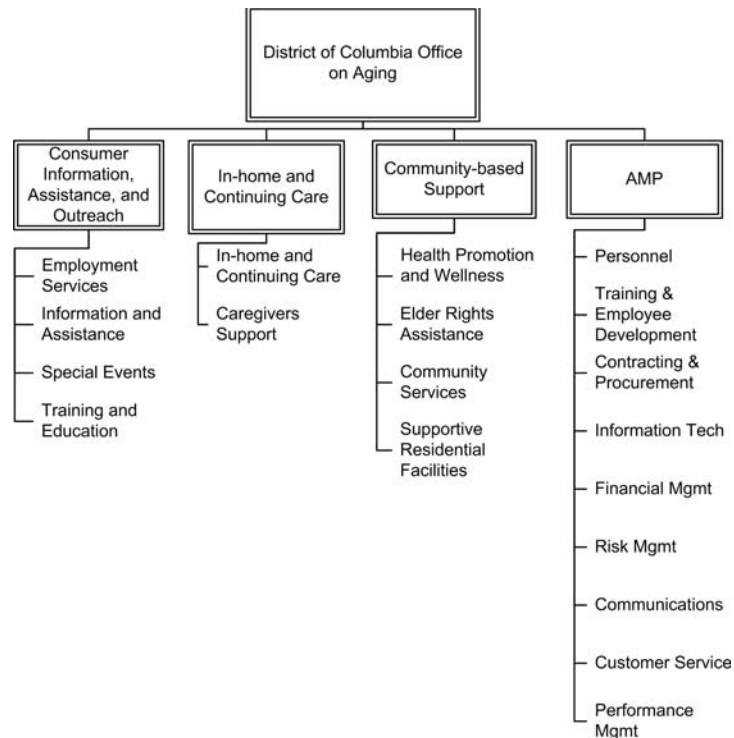 District of Columbia Office
on Aging
Consumer
Information,
Assistance, and
Outreach
Employment
Services
Information and
Assistance
Special Events
Training and
Education
In-home and
Continuing Care
In-home and
Continuing Care
Caregivers
Support
Community-based
Support
Health Promotion
and Wellness
Elder Rights
Assistance
Community
Services
Supportive
Residential
Facilities
AMP
Personnel
Training &
Employee
Development
Contracting &
Procurement
Information Tech
Financial Mgmt
Risk Mgmt
Communications
Customer Service
Performance
Mgmt